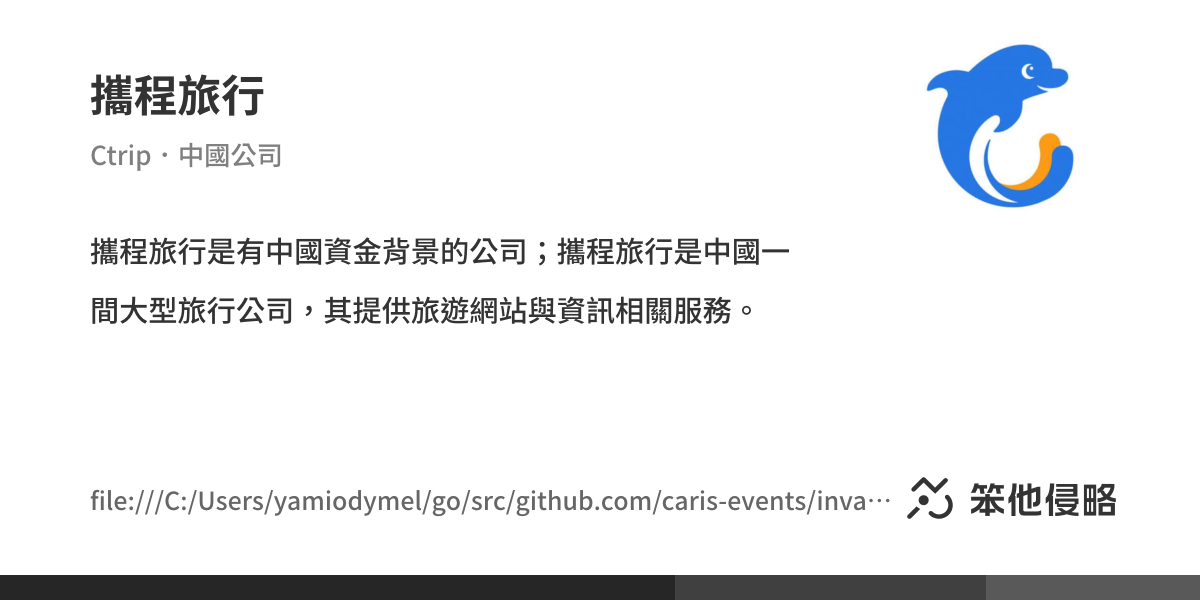 攜程旅行
Ctrip・中國公司
攜程旅行是有中國資金背景的公司；攜程旅行是中國一
間大型旅行公司，其提供旅遊網站與資訊相關服務。
file:///C:/Users/yamiodymel/go/src/github.com/caris-events/inva…
笨他侵略